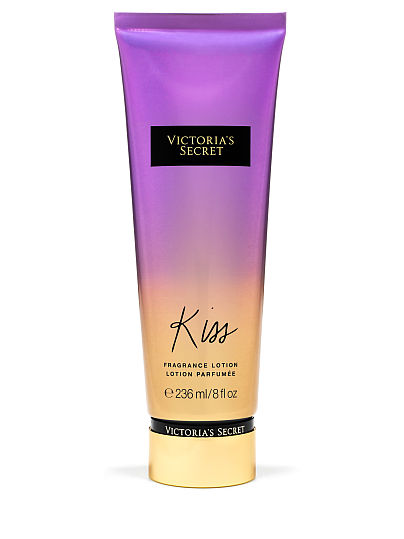 VICTORIA'S
SECRET
Kiss
FRAGRANCE LOTION
LOTION PARFUMÉE
℮ 236 ml/8 fl oz
VICTORIA'S SECRET